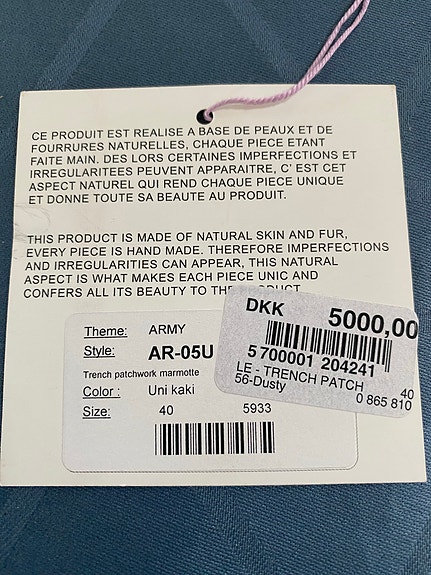 CE PRODUIT EST REALISE A BASE DE PEAUX ET DE
FOURRURES NATURELLES, CHAQUE PIECE ETANT
FAITE MAIN. DES LORS CERTAINES IMPERFECTIONS ET
IRREGULARITEES PEUVENT APPARAITRE, C' EST CET
ASPECT NATUREL QUI REND CHAQUE PIECE UNIQUE
ET DONNE TOUTE SA BEAUTE AU PRODUIT.
THIS PRODUCT IS MADE OF NATURAL SKIN AND FUR,
EVERY PIECE IS HAND MADE. THEREFORE IMPERFECTIONS
AND IRREGULARITIES CAN APPEAR, THIS NATURAL
ASPECT IS WHAT MAKES EACH PIECE UNIC AND
CONFERS ALL ITS BEAUTY TO THE PRODUCT
Theme: ARMY
Style: AR-05U
Trench patchwork marmotte
Color : Uni kaki
Size: 40 5933
DKK 5000,00
5700001 204241
LE - TRENCH PATCH 40
56-Dusty 0 865 810